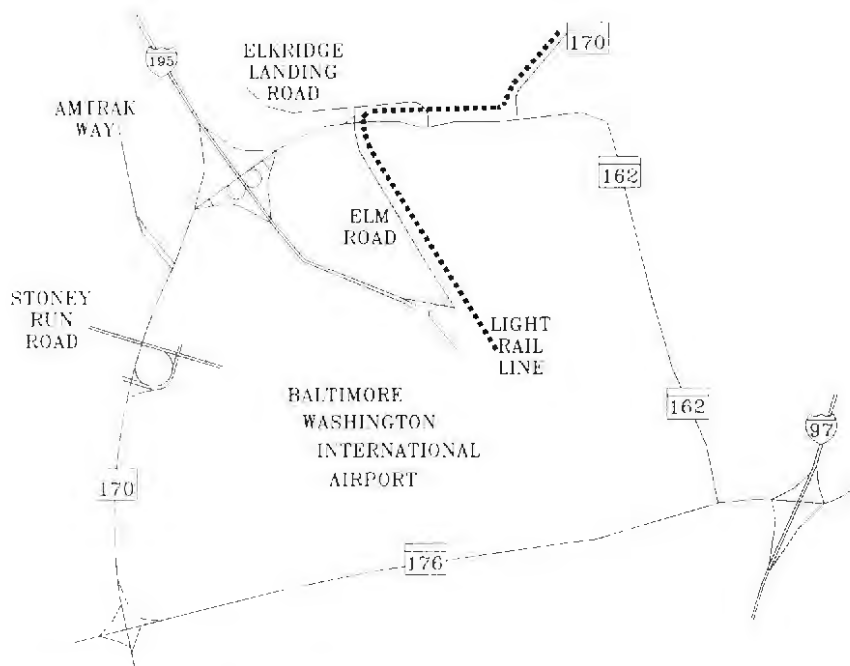 170
ELKRIDGE
LANDING
ROAD
195
AMTRAK
WAY
162
ELM
ROAD
STONEY
RUN
ROAD
LIGHT
RAIL
LINE
BALTIMORE
WASHINGTON
INTERNATIONAL
AIRPORT
162
97
170
176